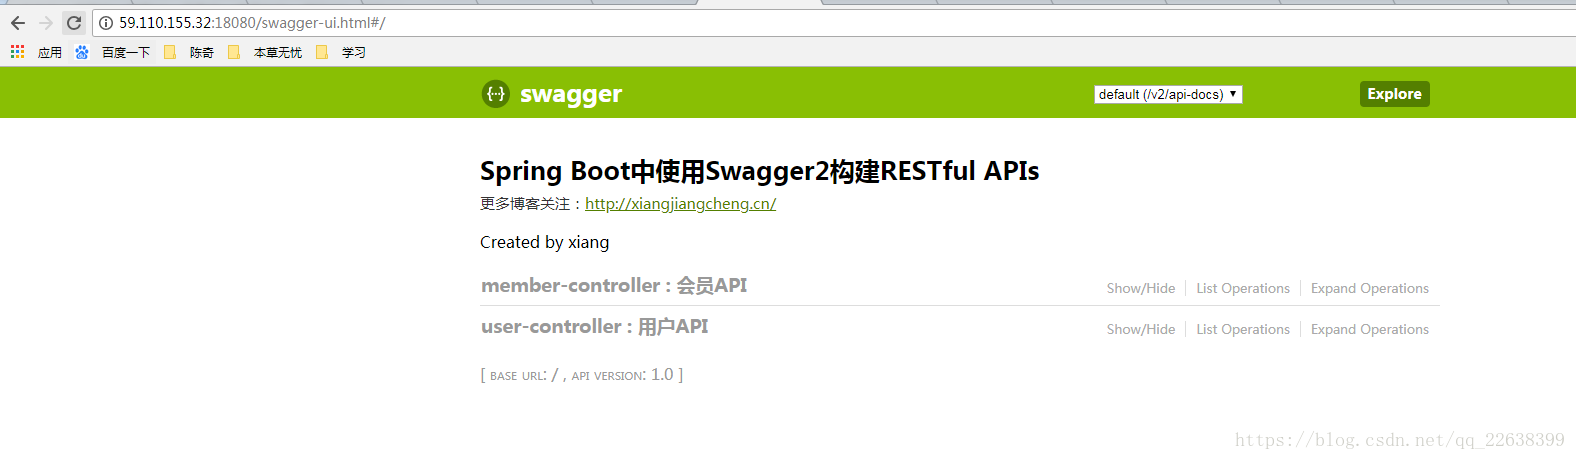 59.110.155.32:18080/swagger-ui.html#/
应用 百度一下 陈奇 本草无忧 学习
{···} swagger default (/v2/api-docs) Explore
Spring Boot中使用Swagger2构建RESTful APIs
更多博客关注：http://xiangjiangcheng.cn/
Created by xiang
member-controller : 会员API Show/Hide List Operations Expand Operations
user-controller : 用户API Show/Hide List Operations Expand Operations
[ BASE URL: / , API VERSION: 1.0 ]
https://blog.csdn.net/qq_22638399